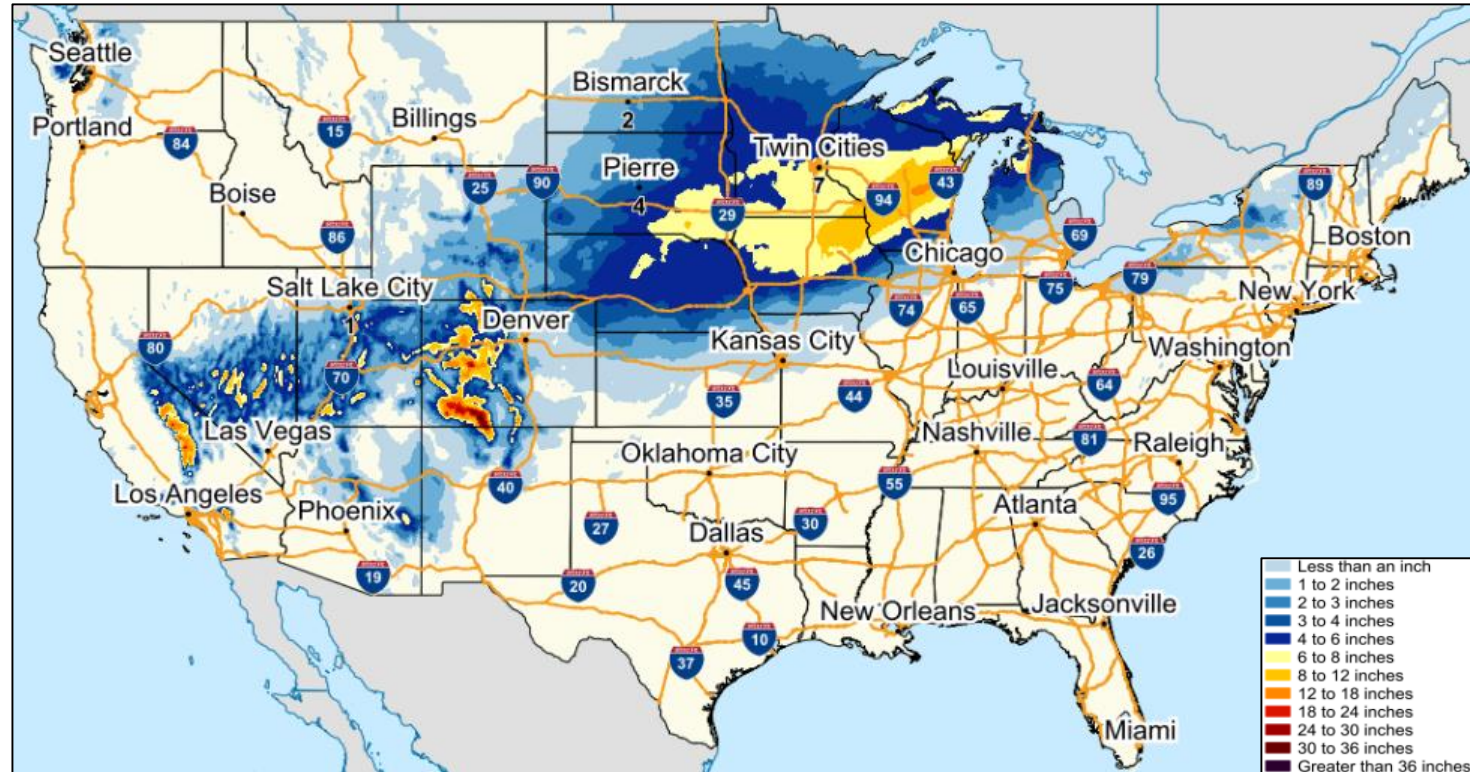 Seattle
Bismarck
Billings
Portland
15
2
84
Twin Cities
Pierre
25
90
7
43
Boise
4
94
89
29
86
69
Chicago
Boston
Salt Lake City
75
79
New York
1
Denver
74
65
80
Kansas City
Washington
70
Louisville
64
35
44
Las Vegas
Nashville
81
Raleigh
Oklahoma City
40
55
95
Los Angeles
Phoenix
27
30
Atlanta
Dallas
26
19
20
45
Less than an inch
1 to 2 inches
2 to 3 inches
New Orleans
Jacksonville
3 to 4 inches
10
4 to 6 inches
37
6 to 8 inches
8 to 12 inches
12 to 18 inches
18 to 24 inches
Miami
24 to 30 inches
30 to 36 inches
Greater than 36 inches